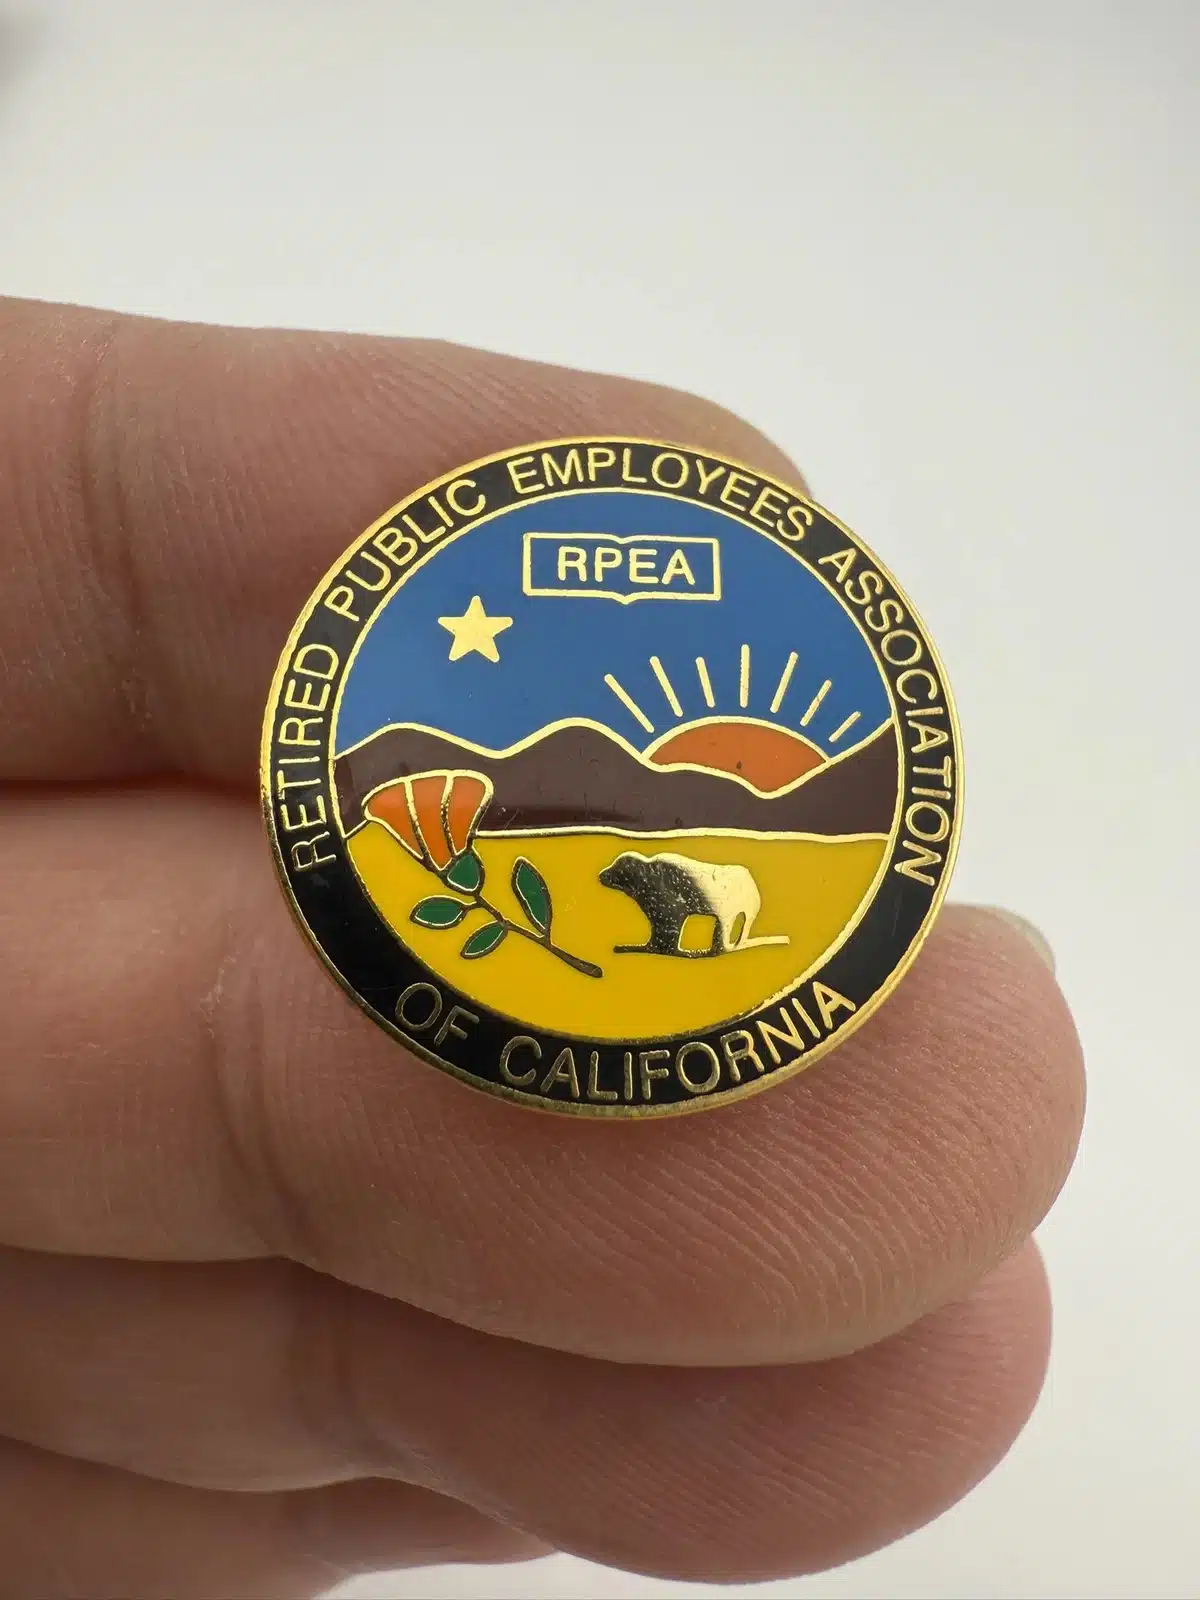 RETIRED PUBLIC EMPLOYEES ASSOCIATION
RPEA
OF CALIFORNIA